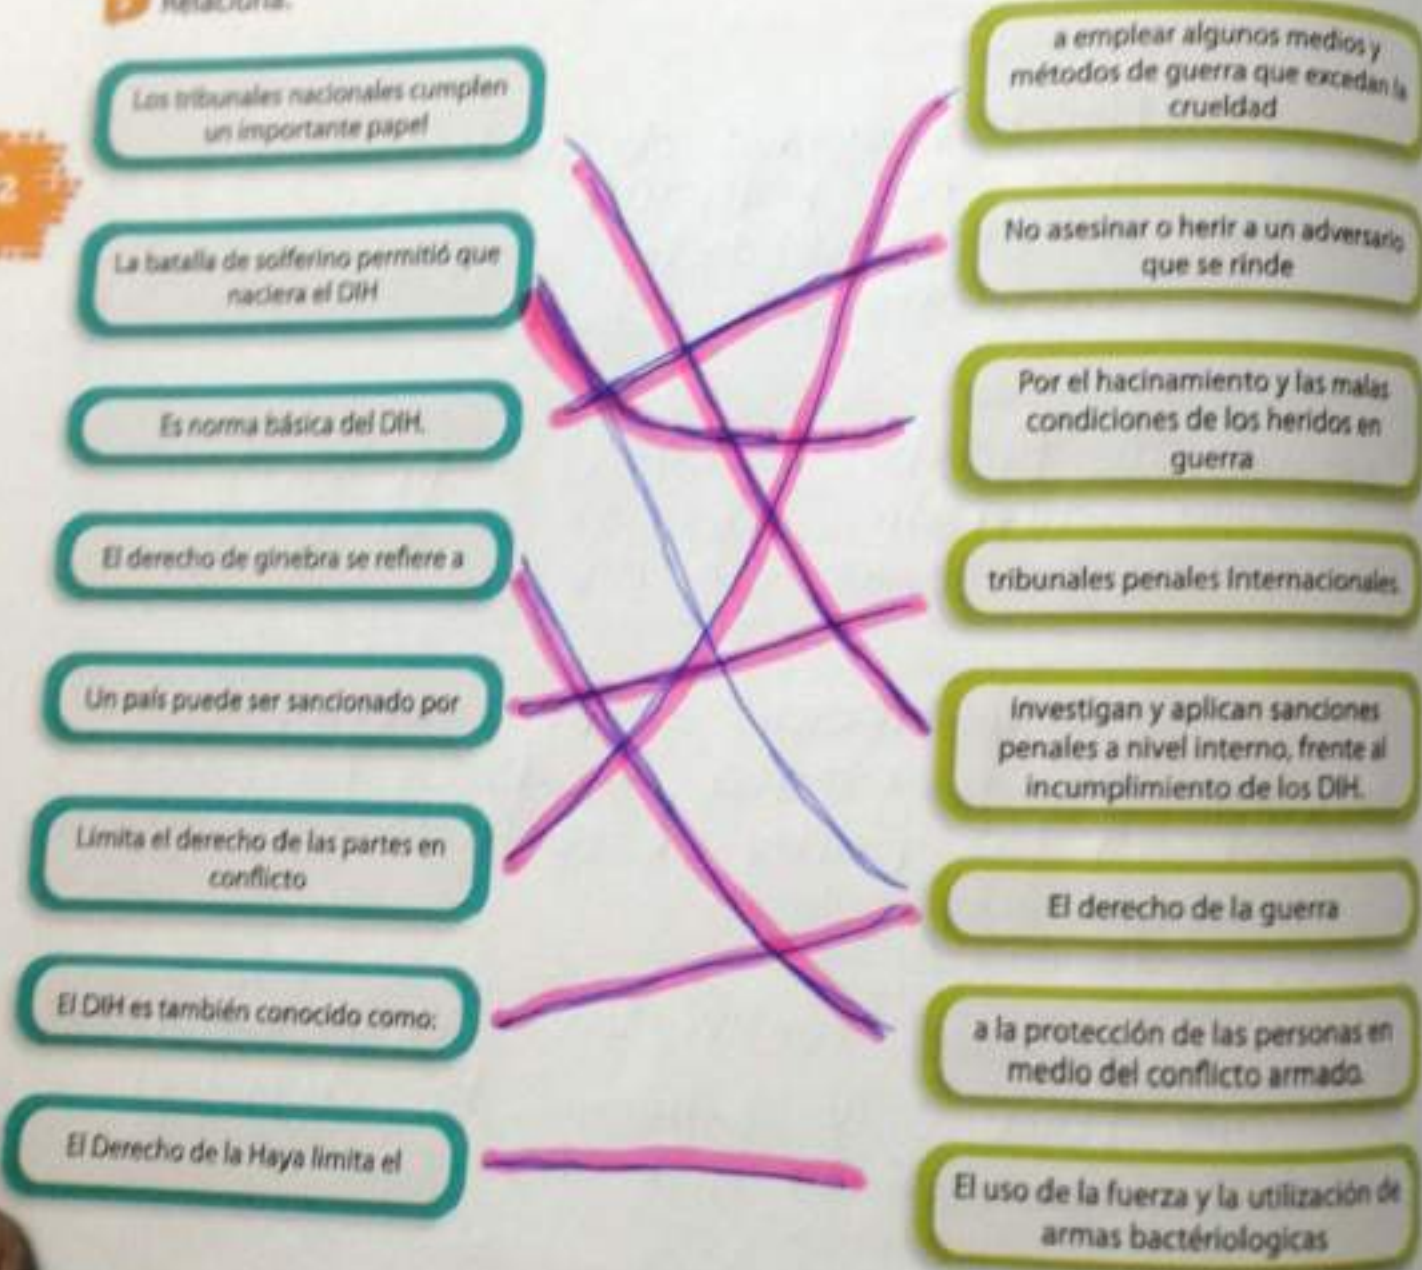 Relaciona.
2
Los tribunales nacionales cumplen
un importante papel
La batalla de solferino permitió que
naciera el DIH
Es norma básica del DIH.
El derecho de ginebra se refiere a
Un país puede ser sancionado por
Limita el derecho de las partes en
conflicto
El DIH es también conocido como:
El Derecho de la Haya limita el
a emplear algunos medios y
métodos de guerra que excedan la
crueldad
No asesinar o herir a un adversario
que se rinde
Por el hacinamiento y las malas
condiciones de los heridos en
guerra
tribunales penales Internacionales.
investigan y aplican sanciones
penales a nivel interno, frente al
incumplimiento de los DIH.
El derecho de la guerra
a la protección de las personas en
medio del conflicto armado.
El uso de la fuerza y la utilización de
armas bactériologicas